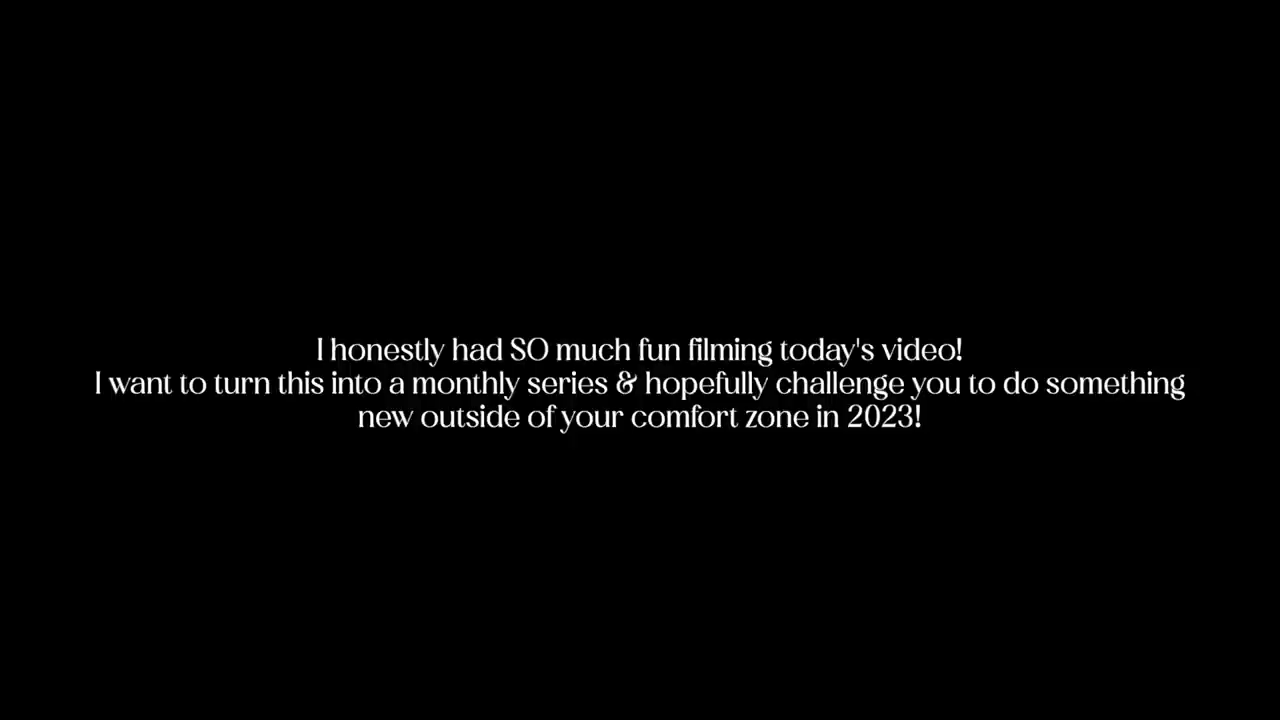 I honestly had SO much fun filming today's video!
I want to turn this into a monthly series & hopefully challenge you to do something
new outside of your comfort zone in 2023!